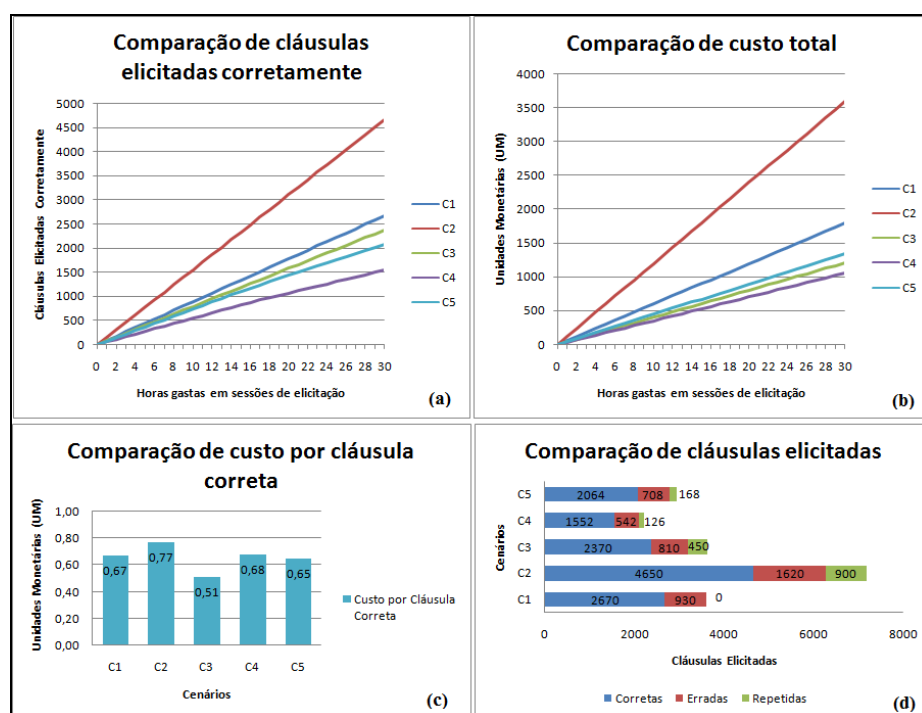 Comparação de cláusulas
elicitadas corretamente
Cláusulas Elicitadas Corretamente
5000
4500
4000
3500
3000
2500
2000
1500
1000
500
0
0 2 4 6 8 10 12 14 16 18 20 22 24 26 28 30
Horas gastas em sessões de elicitação
C1
C2
C3
C4
C5
(a)
Comparação de custo total
Unidades Monetárias (UM)
4000
3500
3000
2500
2000
1500
1000
500
0
0 2 4 6 8 10 12 14 16 18 20 22 24 26 28 30
Horas gastas em sessões de elicitação
C1
C2
C3
C4
C5
(b)
Comparação de custo por cláusula
correta
Unidades Monetárias (UM)
1,00
0,80
0,60
0,40
0,20
0,00
0,67 0,77 0,51 0,68 0,65
C1 C2 C3 C4 C5
Cenários
Custo por Cláusula
Correta
(c)
Comparação de cláusulas elicitadas
Cenários
C5 2064 708 168
C4 1552 542 126
C3 2370 810 450
C2 4650 1620 900
C1 2670 930 0
0 2000 4000 6000 8000
Cláusulas Elicitadas
Corretas Erradas Repetidas
(d)